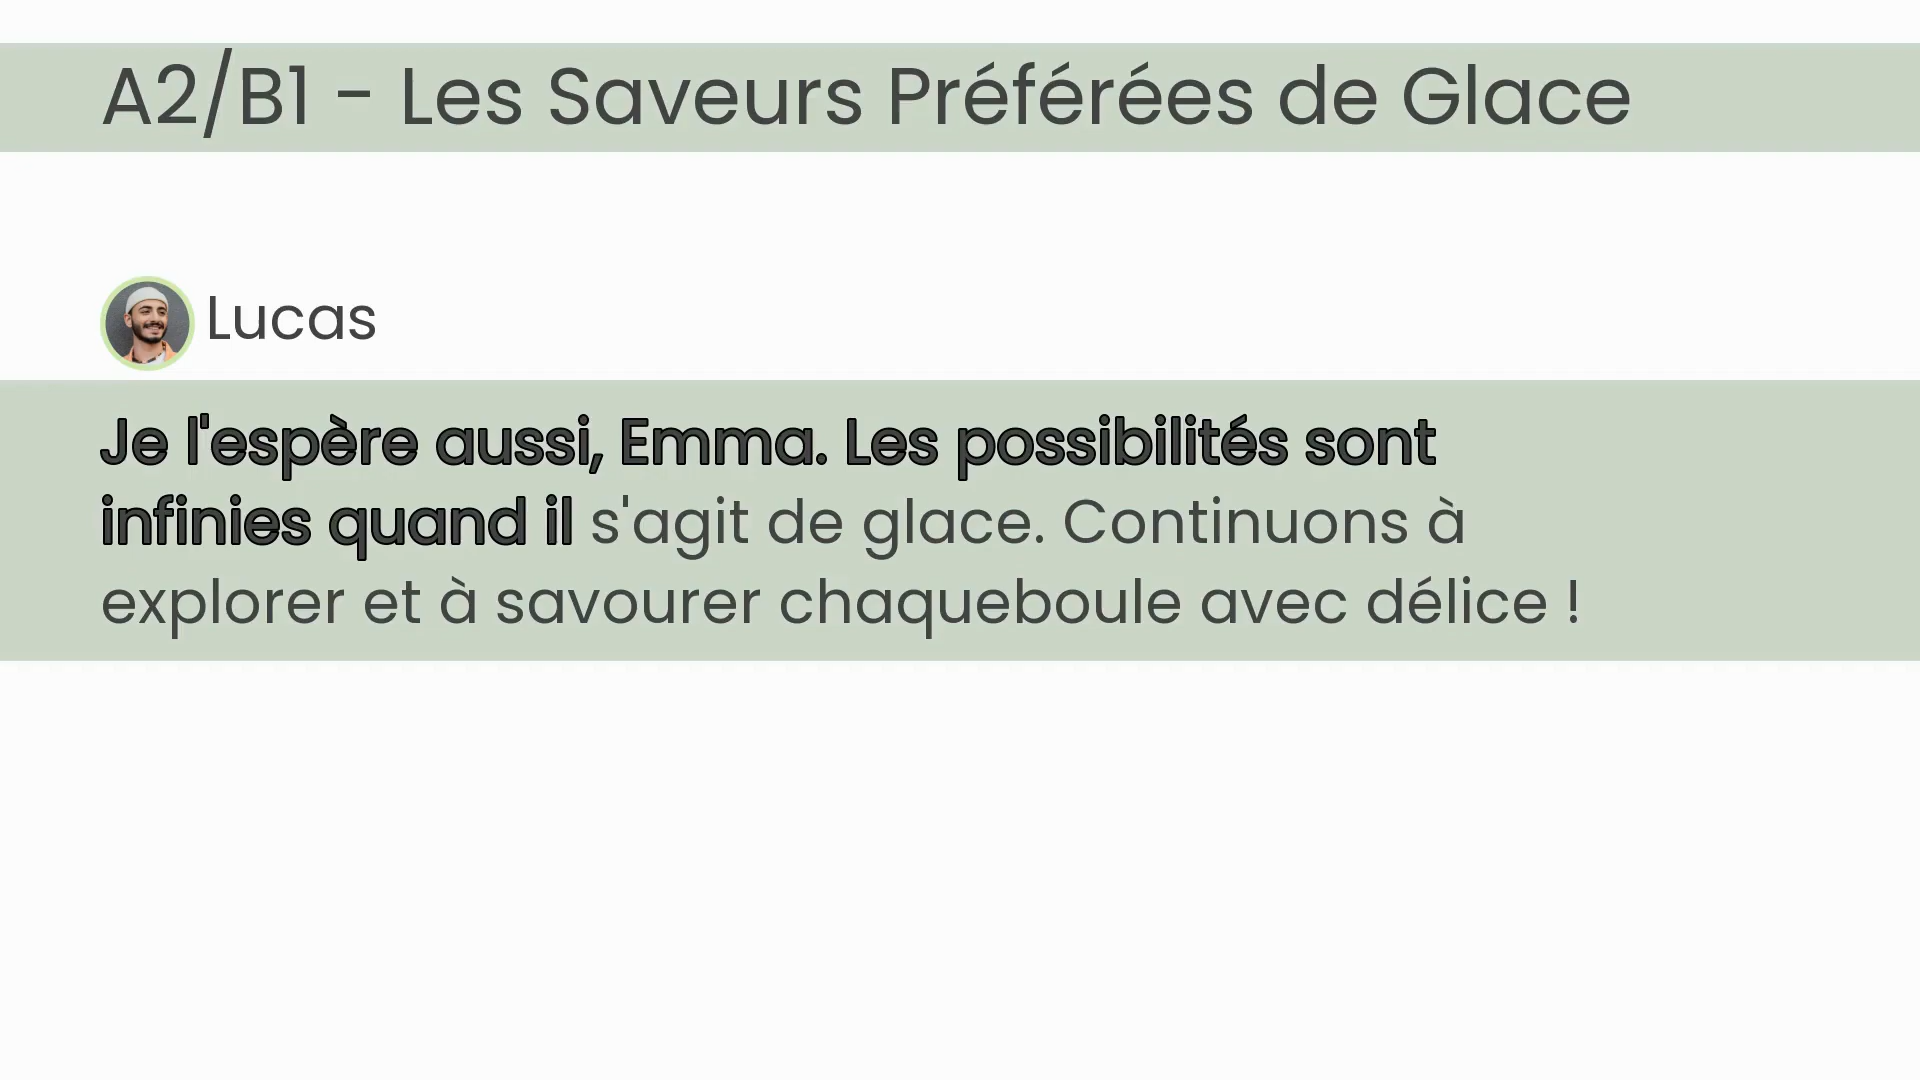 A2/B1 - Les Saveurs Préférées de Glace
Lucas
Je l'espère aussi, Emma. Les possibilités sont
infinies quand il s'agit de glace. Continuons à
explorer et à savourer chaqueboule avec délice !